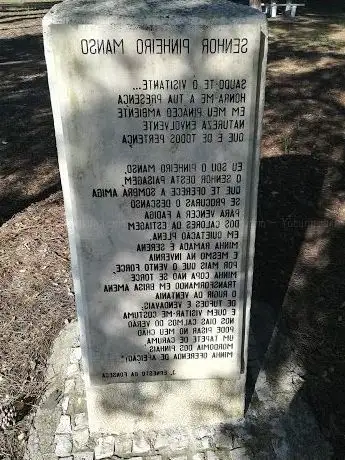 SENHOR PINHEIRO MANSO
SAUDO-TE Ó VISITANTE...
HONRA-ME A TUA PRESENÇA
EM MEU PINÁCEO AMBIENTE
NATUREZA ENVOLVENTE
QUE É DE TODOS PERTENÇA
EU SOU O PINHEIRO MANSO,
O SENHOR DESTA PAISAGEM
QUE TE OFERECE A SOMBRA AMIGA
SE PROCURAS O DESCANSO
PARA VENCER A FADIGA
DOS CALORES DA ESTIAGEM
EM QUIETAÇÃO PLENA,
MINHA RAMADA É SERENA
E MESMO NA INVERNIA
POR MAIS QUE O VENTO A FORCE,
MINHA COPA NÃO SE TORCE
TRANSFORMANDO EM BRISA AMENA
O RUGIR DA VENTANIA
DE TUFÕES E VENDAVAIS,
E QUEM VISITAR-ME COSTUMA
NOS DIAS CALMOS DO VERÃO
PODE PISAR NO MEU CHÃO
UM TAPETE DE CARUMA
MORDOMIA DOS PINHAIS
MINHA OFERENDA DE AFEIÇÃO!
J. ERNESTO DA FONSECA